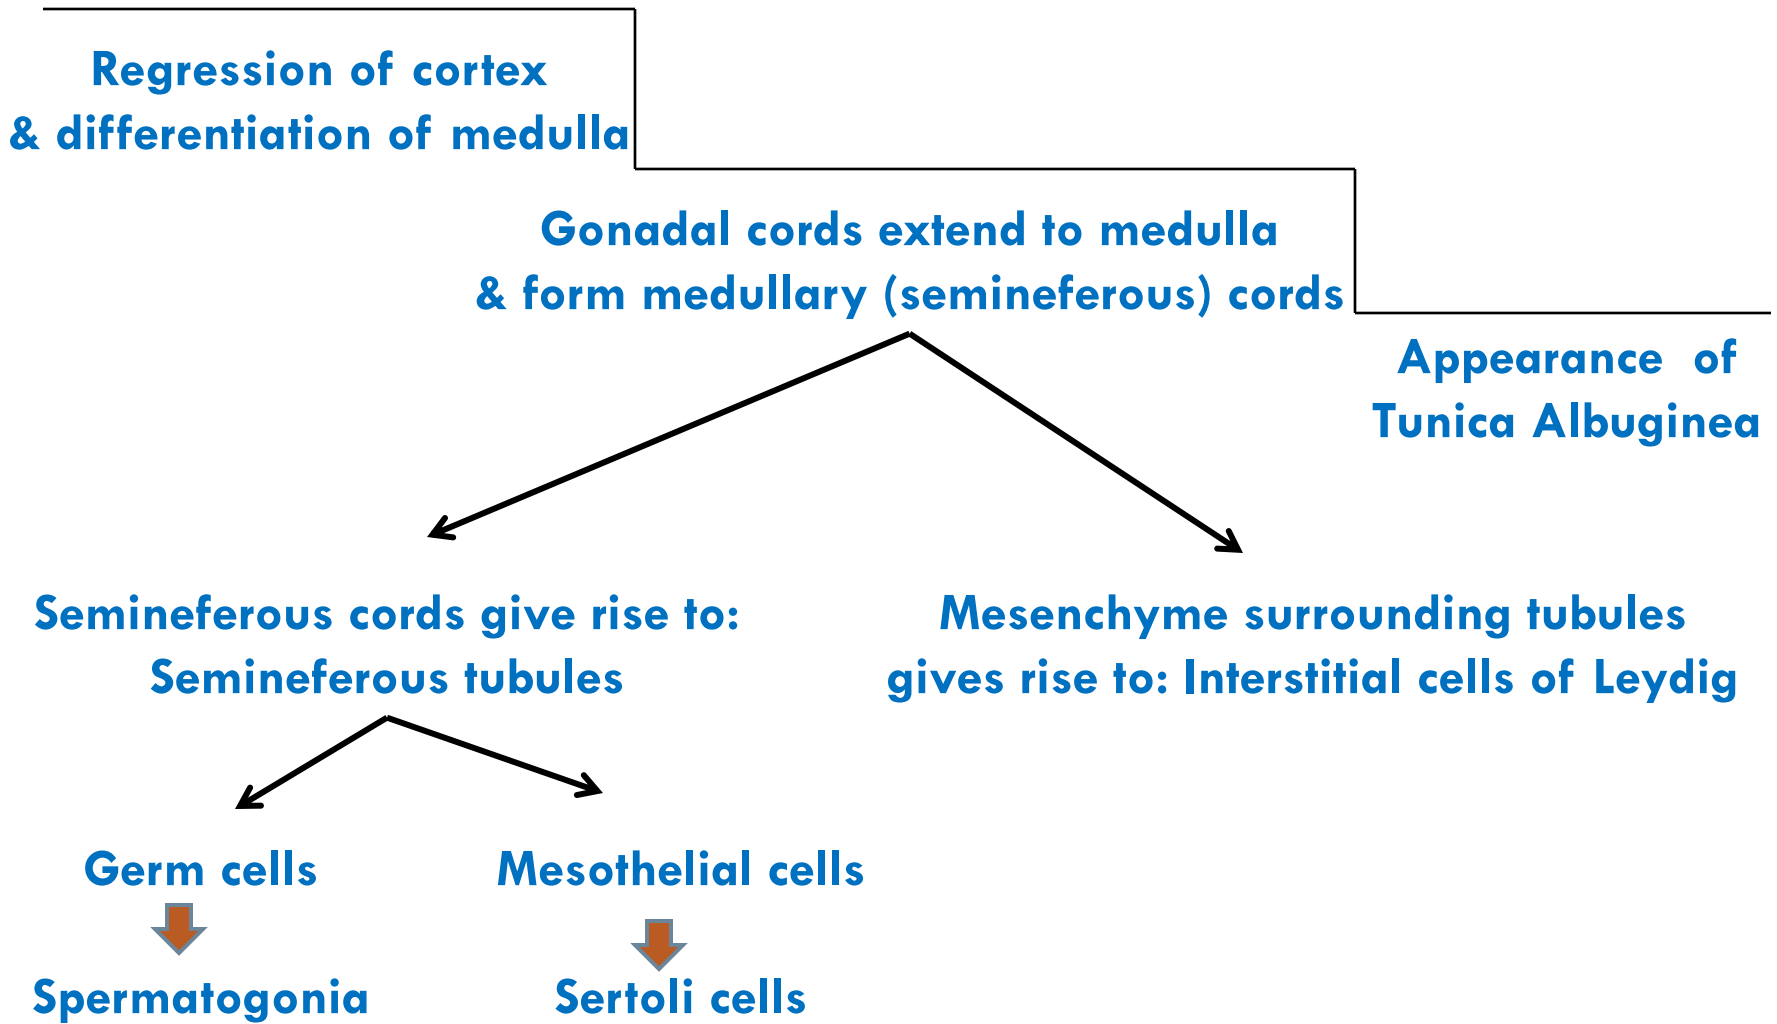 Regression of cortex
& differentiation of medulla
Gonadal cords extend to medulla
& form medullary (semineferous) cords
Appearance of
Tunica Albuginea
Semineferous cords give rise to:
Semineferous tubules
Mesenchyme surrounding tubules
gives rise to: Interstitial cells of Leydig
Germ cells
Mesothelial cells
Spermatogonia
Sertoli cells